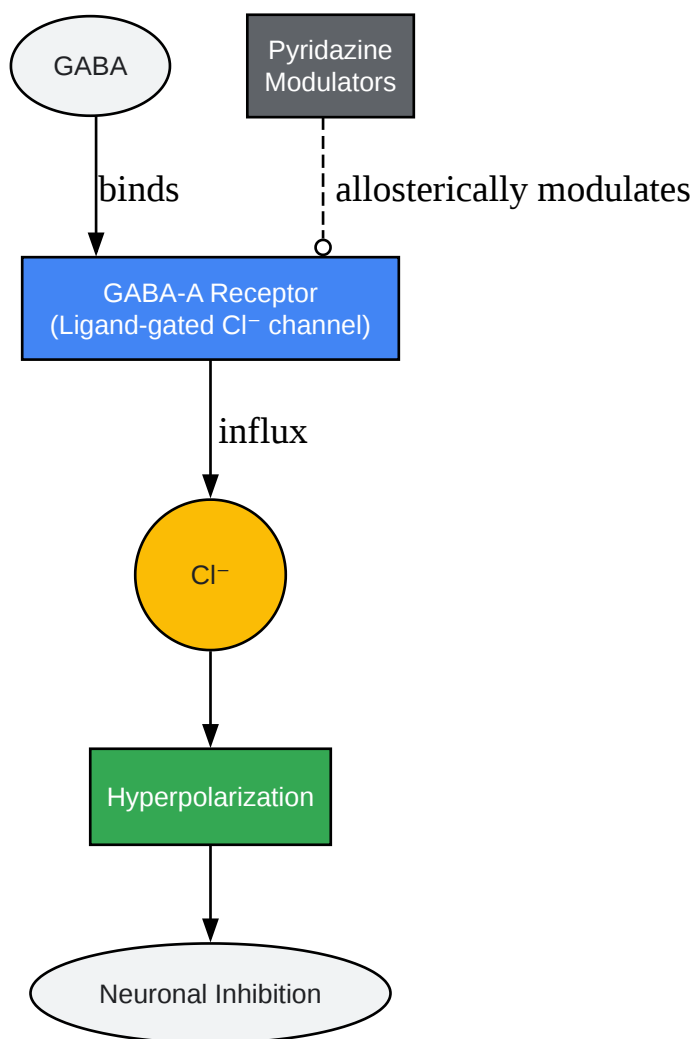 GABA
Pyridazine
Modulators
binds
allosterically modulates
GABA-A Receptor
(Ligand-gated Cl⁻ channel)
influx
Cl⁻
Hyperpolarization
Neuronal Inhibition